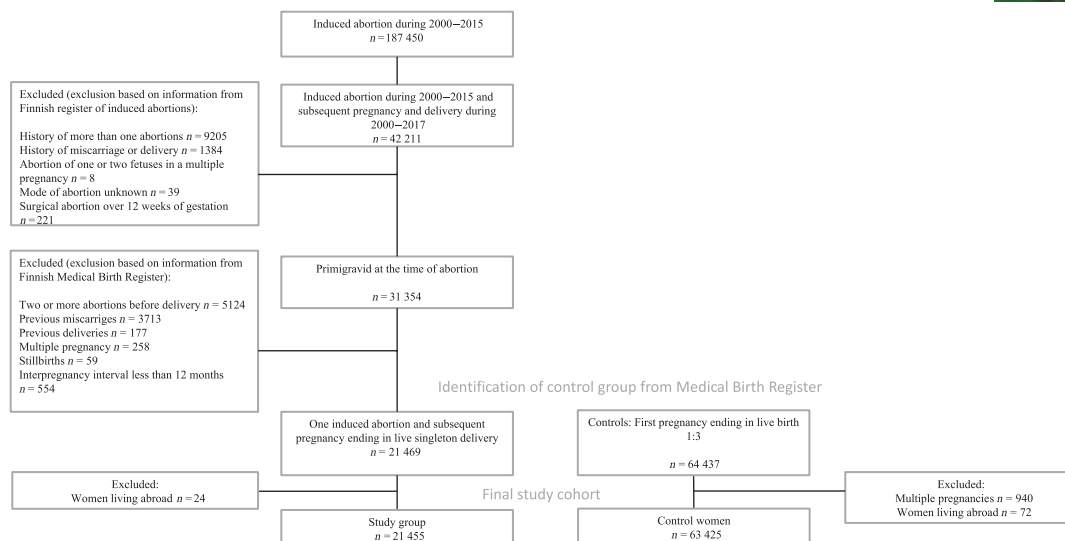 Induced abortion during 2000–2015
n = 187 450
Excluded (exclusion based on information from
Finnish register of induced abortions):
History of more than one abortions n = 9205
History of miscarriage or delivery n = 1384
Abortion of one or two fetuses in a multiple
pregnancy n = 8
Mode of abortion unknown n = 39
Surgical abortion over 12 weeks of gestation
n = 221
Induced abortion during 2000–2015 and
subsequent pregnancy and delivery during
2000–2017
n = 42 211
Excluded (exclusion based on information from
Finnish Medical Birth Register):
Two or more abortions before delivery n = 5124
Previous miscarriges n = 3713
Previous deliveries n = 177
Multiple pregnancy n = 258
Stillbirths n = 59
Interpregnancy interval less than 12 months
n = 554
Primigravid at the time of abortion
n = 31 354
Identification of control group from Medical Birth Register
One induced abortion and subsequent
pregnancy ending in live singleton delivery
n = 21 469
Controls: First pregnancy ending in live birth
1:3
n = 64 437
Excluded:
Women living abroad n = 24
Final study cohort
Excluded:
Multiple pregnancies n = 940
Women living abroad n = 72
Study group
n = 21 455
Control women
n = 63 425